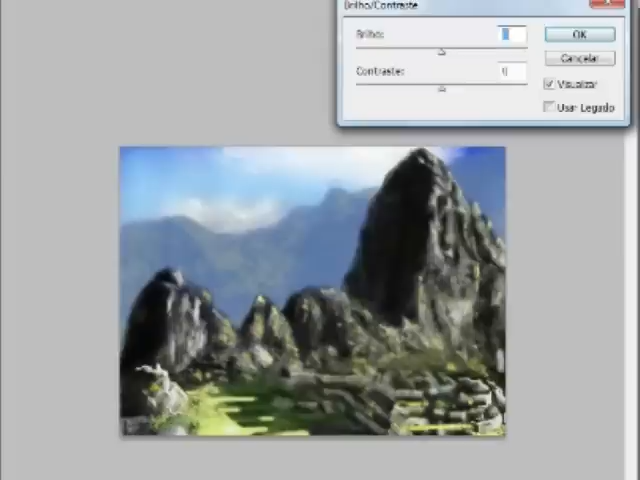 Brilho/Contraste
Brilho:
OK
Cancelar
Contraste:
0
Visualizar
Usar Legado